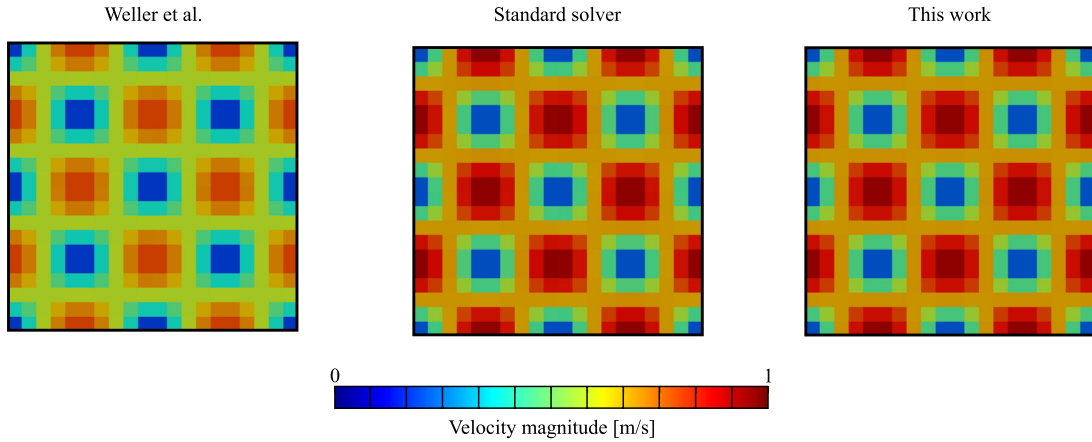 Weller et al.
Standard solver
This work
0
1
Velocity magnitude [m/s]